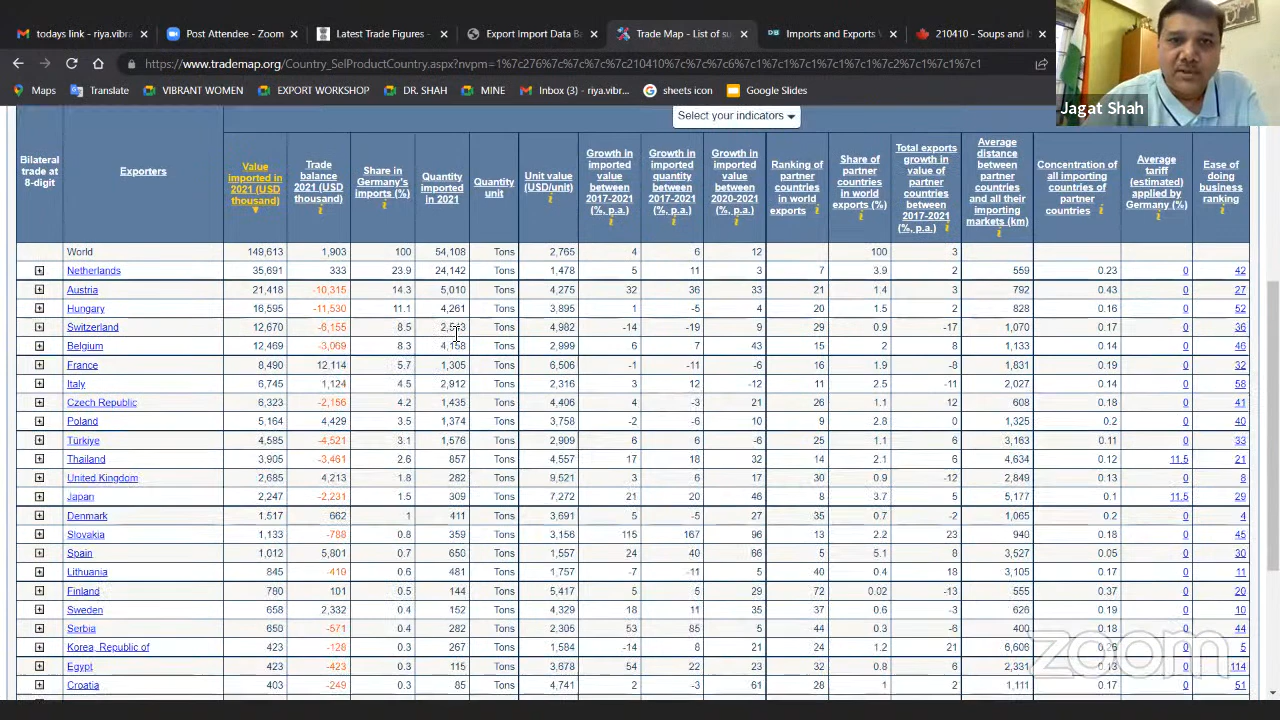 todays link - riya.vibra
Post Attendee - Zoom
Latest Trade Figures -
Export Import Data Ba
Trade Map - List of su
Imports and Exports V
210410 - Soups and
https://www.trademap.org/Country_SelProductCountry.aspx?nvpm=1%7c276%7c%7c%7c%7c210410%7c%7c%7c6%7c1%7c1%7c1%7c1%7c1%7c2%7c1%7c1%7c1
Maps Translate VIBRANT WOMEN EXPORT WORKSHOP DR. SHAH MINE Inbox (3) - riya.vibr... sheets icon Google Slides
Jagat Shah
Select your indicators
Bilateral trade at 8-digit
Exporters
Value imported in 2021 (USD thousand)
Trade balance 2021 (USD thousand)
Share in Germany's imports (%)
Quantity imported in 2021
Quantity unit
Unit value (USD/unit)
Growth in imported value between 2017-2021 (%, p.a.)
Growth in imported quantity between 2017-2021 (%, p.a.)
Growth in imported value between 2020-2021 (%, p.a.)
Ranking of partner countries in world exports
Share of partner countries in world exports (%)
Total exports growth in value of partner countries between 2017-2021 (%, p.a.)
Average distance between partner countries and all their importing markets (km)
Concentration of all importing countries of partner countries
Average tariff (estimated) applied by Germany (%)
Ease of doing business ranking
World 149,613 1,903 100 54,108 Tons 2,765 4 6 12 100 3
Netherlands 35,691 333 23.9 24,142 Tons 1,478 5 11 3 7 3.9 2 559 0.23 0 42
Austria 21,418 -10,315 14.3 5,010 Tons 4,275 32 36 33 21 1.4 3 792 0.43 0 27
Hungary 16,595 -11,530 11.1 4,261 Tons 3,895 1 -5 4 20 1.5 2 828 0.16 0 52
Switzerland 12,670 -6,155 8.5 Tons 4,982 -14 -19 9 29 0.9 -17 1,070 0.17 0 36
Belgium 12,469 -3,069 8.3 4,158 Tons 2,999 6 7 43 15 2 8 1,133 0.14 0 46
France 8,490 12,114 5.7 1,305 Tons 6,506 -1 -11 -6 16 1.9 -8 1,831 0.19 0 32
Italy 6,745 1,124 4.5 2,912 Tons 2,316 3 12 -12 11 2.5 -11 2,027 0.14 0 58
Czech Republic 6,323 -2,156 4.2 1,435 Tons 4,406 4 -3 21 26 1.1 12 608 0.18 0 41
Poland 5,164 4,429 3.5 1,374 Tons 3,758 -2 -6 10 9 2.8 0 1,325 0.2 0 40
Türkiye 4,585 -4,521 3.1 1,576 Tons 2,909 6 6 -6 25 1.1 6 3,163 0.11 0 33
Thailand 3,905 -3,461 2.6 857 Tons 4,557 17 18 32 14 2.1 6 4,634 0.12 11.5 21
United Kingdom 2,685 4,213 1.8 282 Tons 9,521 3 6 17 30 0.9 -12 2,849 0.13 0 8
Japan 2,247 -2,231 1.5 309 Tons 7,272 21 20 46 8 3.7 5 5,177 0.1 11.5 29
Denmark 1,517 662 1 411 Tons 3,691 5 -5 27 35 0.7 -2 1,065 0.2 0 4
Slovakia 1,133 -788 0.8 359 Tons 3,156 115 167 96 13 2.2 23 940 0.18 0 45
Spain 1,012 5,801 0.7 650 Tons 1,557 24 40 66 5 5.1 8 3,527 0.05 0 30
Lithuania 845 -410 0.6 481 Tons 1,757 -7 -11 5 40 0.4 18 3,105 0.17 0 11
Finland 780 101 0.5 144 Tons 5,417 5 5 29 72 0.02 -13 555 0.37 0 20
Sweden 658 2,332 0.4 152 Tons 4,329 18 11 35 37 0.6 -3 626 0.19 0 10
Serbia 650 -571 0.4 282 Tons 2,305 53 85 5 44 0.3 -6 400 0.18 0 44
Korea, Republic of 423 -128 0.3 267 Tons 1,584 -14 8 21 24 1.2 21 6,606 0.26 0 5
Egypt 423 -423 0.3 115 Tons 3,678 54 22 23 32 0.8 6 2,331 0.13 0 114
Croatia 403 -249 0.3 85 Tons 4,741 2 -3 61 28 1 2 1,111 0.17 0 51
zoom